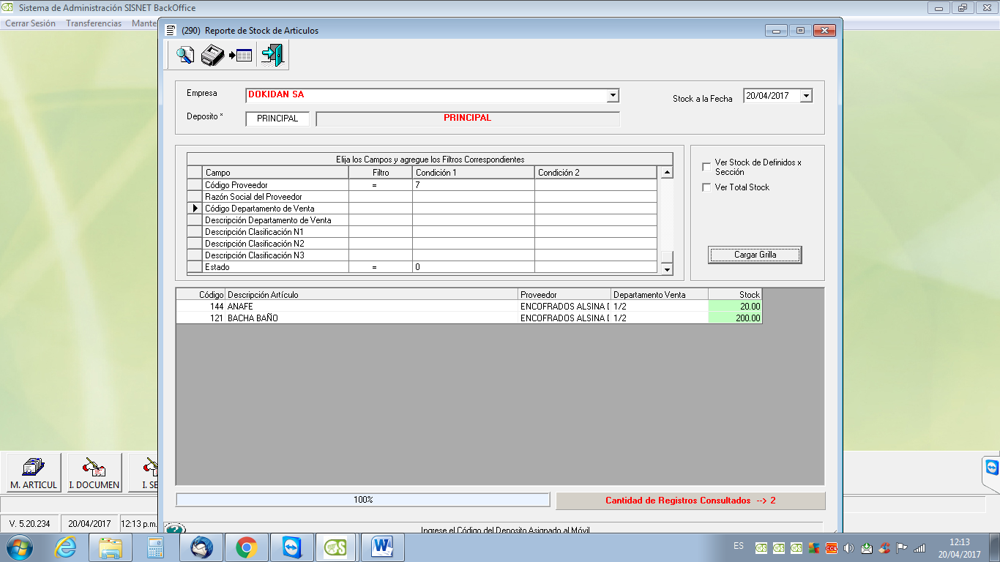 Sistema de Administración SISNET BackOffice
Cerrar Sesión Transferencias Mante
(290) Reporte de Stock de Articulos
Empresa DOKIDAN SA Stock a la Fecha 20/04/2017
Deposito * PRINCIPAL PRINCIPAL
Elija los Campos y agregue los Filtros Correspondientes
Campo Filtro Condición 1 Condición 2
Código Proveedor = 7
Razón Social del Proveedor
Código Departamento de Venta
Descripción Departamento de Venta
Descripción Clasificación N1
Descripción Clasificación N2
Descripción Clasificación N3
Estado = 0
Ver Stock de Definidos x
Sección
Ver Total Stock
Cargar Grilla
Código Descripción Artículo Proveedor Departamento Venta Stock
144 ANAFE ENCOFRADOS ALSINA 1/2 20.00
121 BACHA BAÑO ENCOFRADOS ALSINA 1/2 200.00
100% Cantidad de Registros Consultados --> 2
Ingrese el Código del Deposito Asignado al Móvil
M. ARTICUL I. DOCUMEN I. SE
V. 5.20.234 20/04/2017 12:13 p.m.
ES 12:13
20/04/2017